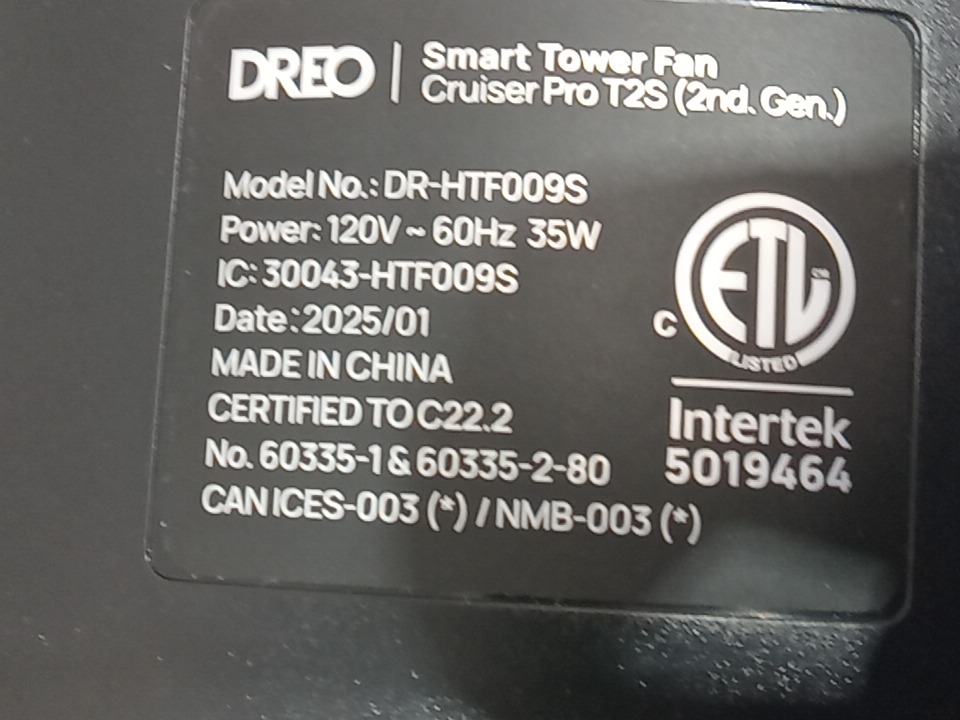 DREO | Smart Tower Fan
Cruiser Pro T2S (2nd. Gen.)
Model No.: DR-HTF009S
Power: 120V ~ 60Hz 35W
IC: 30043-HTF009S
Date: 2025/01
MADE IN CHINA
CERTIFIED TO C22.2
No. 60335-1 & 60335-2-80
CAN ICES-003 (*) / NMB-003 (*)
C ETL CM
LISTED
Intertek
5019464